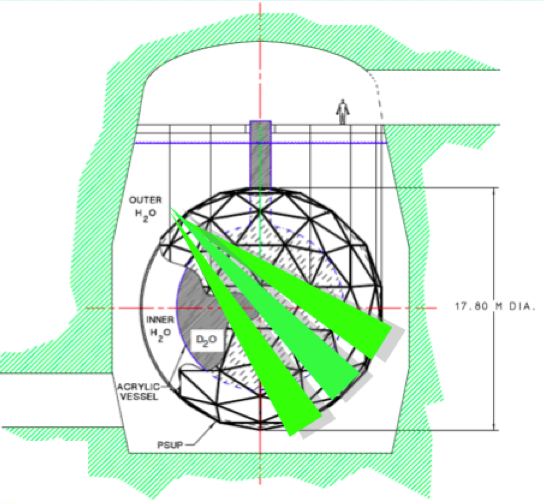 OUTER
H₂O
17.80 M DIA.
INNER
H₂O
D₂O
ACRYLIC
VESSEL
PSUP